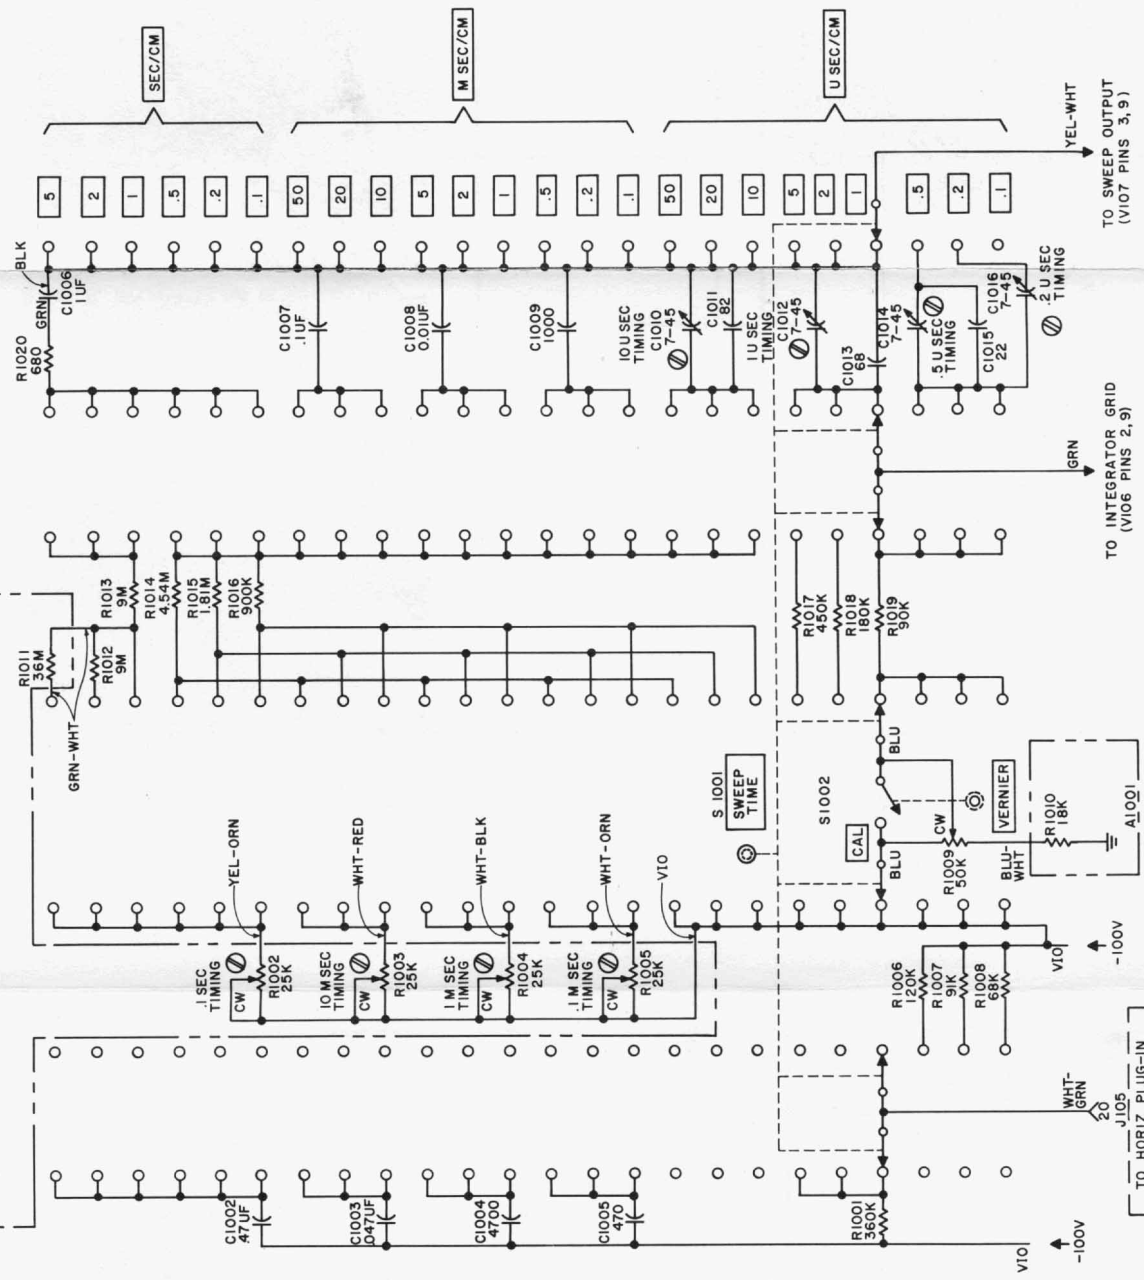 SEC/CM
M SEC/CM
U SEC/CM
5
2
1
.5
.2
.1
50
20
10
5
2
1
.5
.2
.1
50
20
10
5
2
1
.5
.2
.1
YEL-WHT
TO SWEEP OUTPUT
(V107 PINS 3,9)
BLK
GRN
C1006
1UF
R1020
680
C1007
.1UF
C1008
0.01UF
C1009
1000
10 U SEC
TIMING
C1010
7-45
C1011
82
1 U SEC
TIMING
C1012
7-45
C1013
68
C1014
7-45
.5 U SEC
TIMING
C1015
22
C1016
7-45
.2 U SEC
TIMING
GRN
TO INTEGRATOR GRID
(V106 PINS 2,9)
R1011
36M
R1012
9M
R1013
9M
R1014
4.54M
R1015
1.81M
R1016
900K
R1017
450K
R1018
180K
R1019
90K
GRN-WHT
S1001
SWEEP
TIME
S1002
BLU
CAL
BLU
CW
R1009
50K
VERNIER
BLU-
WHT
R1010
18K
A1001
YEL-ORN
WHT-RED
WHT-BLK
WHT-ORN
VIO
.1 SEC
TIMING
CW
R1002
25K
10 M SEC
TIMING
CW
R1003
25K
1 M SEC
TIMING
CW
R1004
25K
.1 M SEC
TIMING
CW
R1005
25K
R1006
120K
R1007
91K
R1008
68K
VIO
-100V
WHT-
GRN
20
J105
TO HORIZ PLUG-IN
C1002
.47UF
C1003
.047UF
C1004
4700
C1005
470
R1001
360K
VIO
-100V